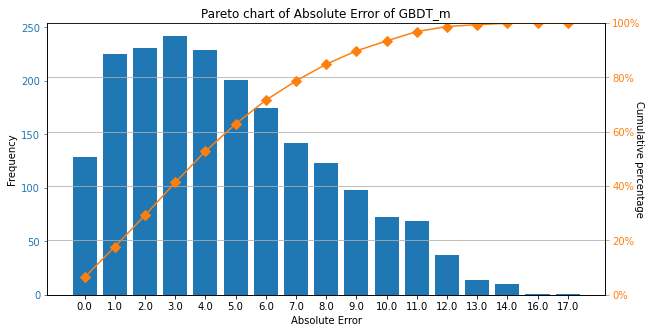 Pareto chart of Absolute Error of GBDT_m
250
200
150
100
50
0
Frequency
100%
80%
60%
40%
20%
0%
Cumulative percentage
0.0 1.0 2.0 3.0 4.0 5.0 6.0 7.0 8.0 9.0 10.0 11.0 12.0 13.0 14.0 16.0 17.0
Absolute Error